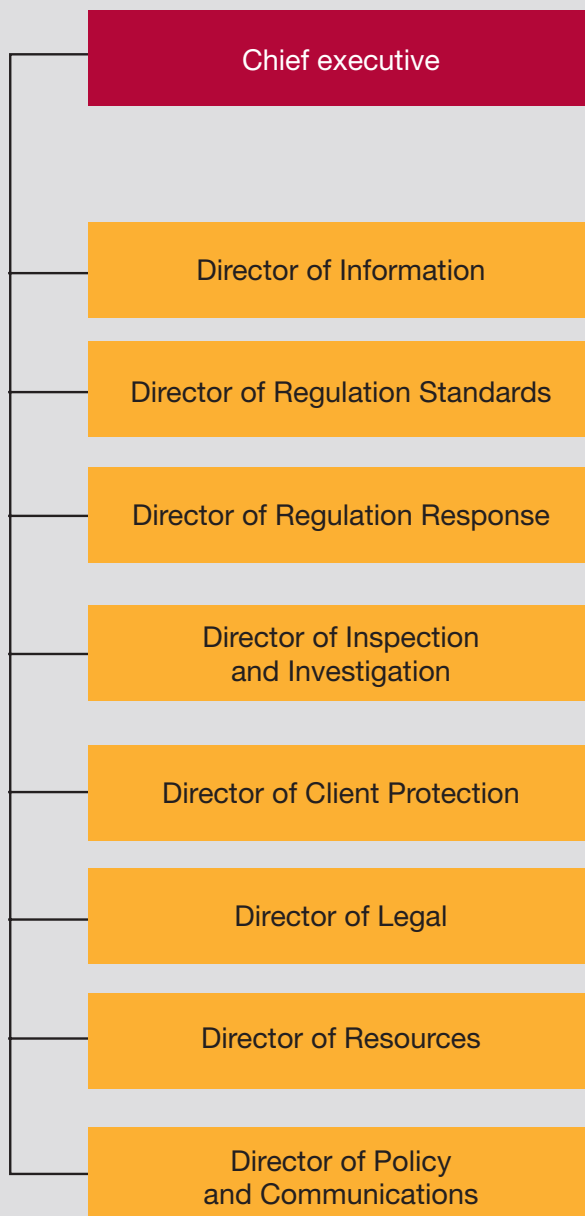 Chief executive
Director of Information
Director of Regulation Standards
Director of Regulation Response
Director of Inspection
and Investigation
Director of Client Protection
Director of Legal
Director of Resources
Director of Policy
and Communications